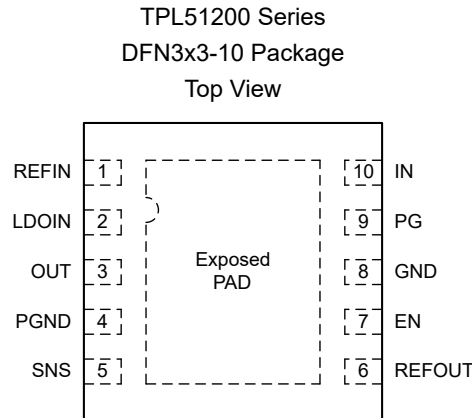 TPL51200 Series
DFN3x3-10 Package
Top View
REFIN 1 10 IN
LDOIN 2 9 PG
OUT 3 Exposed PAD 8 GND
PGND 4 7 EN
SNS 5 6 REFOUT